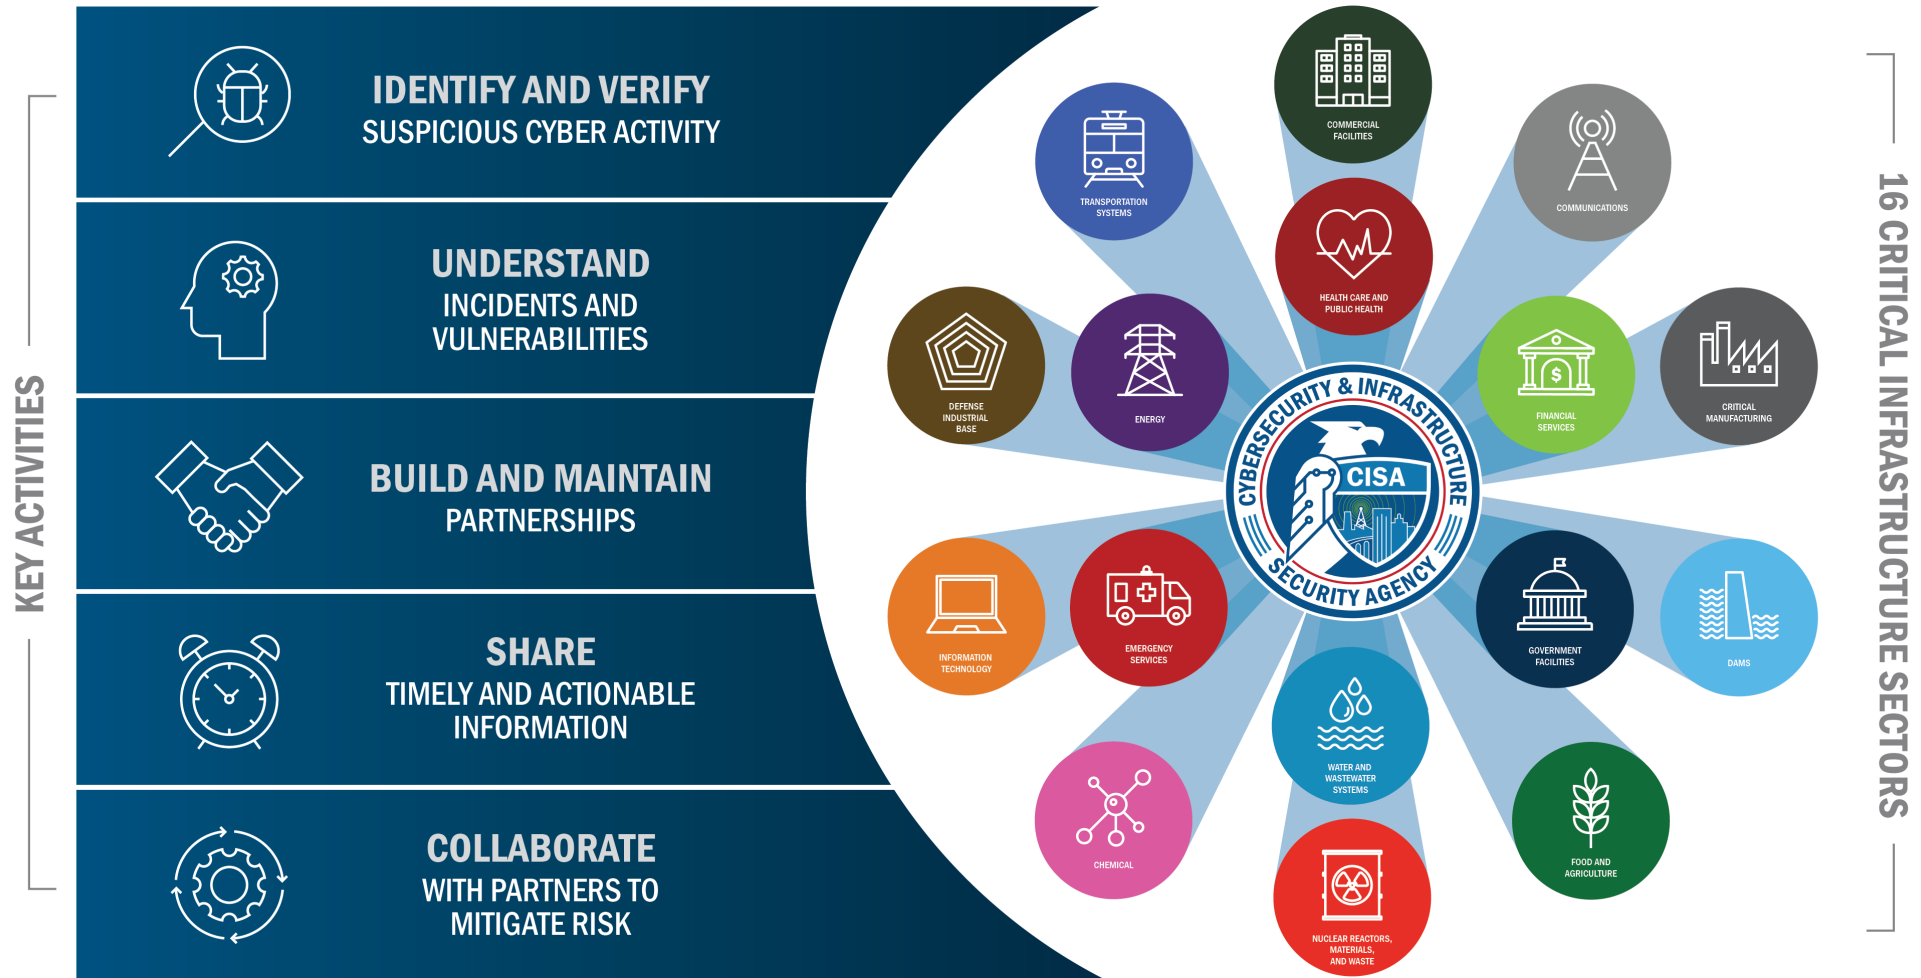 KEY ACTIVITIES
IDENTIFY AND VERIFY
SUSPICIOUS CYBER ACTIVITY
UNDERSTAND
INCIDENTS AND
VULNERABILITIES
BUILD AND MAINTAIN
PARTNERSHIPS
SHARE
TIMELY AND ACTIONABLE
INFORMATION
COLLABORATE
WITH PARTNERS TO
MITIGATE RISK
COMMERCIAL
FACILITIES
TRANSPORTATION
SYSTEMS
COMMUNICATIONS
HEALTH CARE AND
PUBLIC HEALTH
DEFENSE
INDUSTRIAL
BASE
ENERGY
$
FINANCIAL
SERVICES
CRITICAL
MANUFACTURING
CYBERSECURITY & INFRASTRUCTURE
CISA
SECURITY AGENCY
INFORMATION
TECHNOLOGY
EMERGENCY
SERVICES
GOVERNMENT
FACILITIES
DAMS
WATER AND
WASTEWATER
SYSTEMS
CHEMICAL
FOOD AND
AGRICULTURE
NUCLEAR REACTORS,
MATERIALS,
AND WASTE
16 CRITICAL INFRASTRUCTURE SECTORS